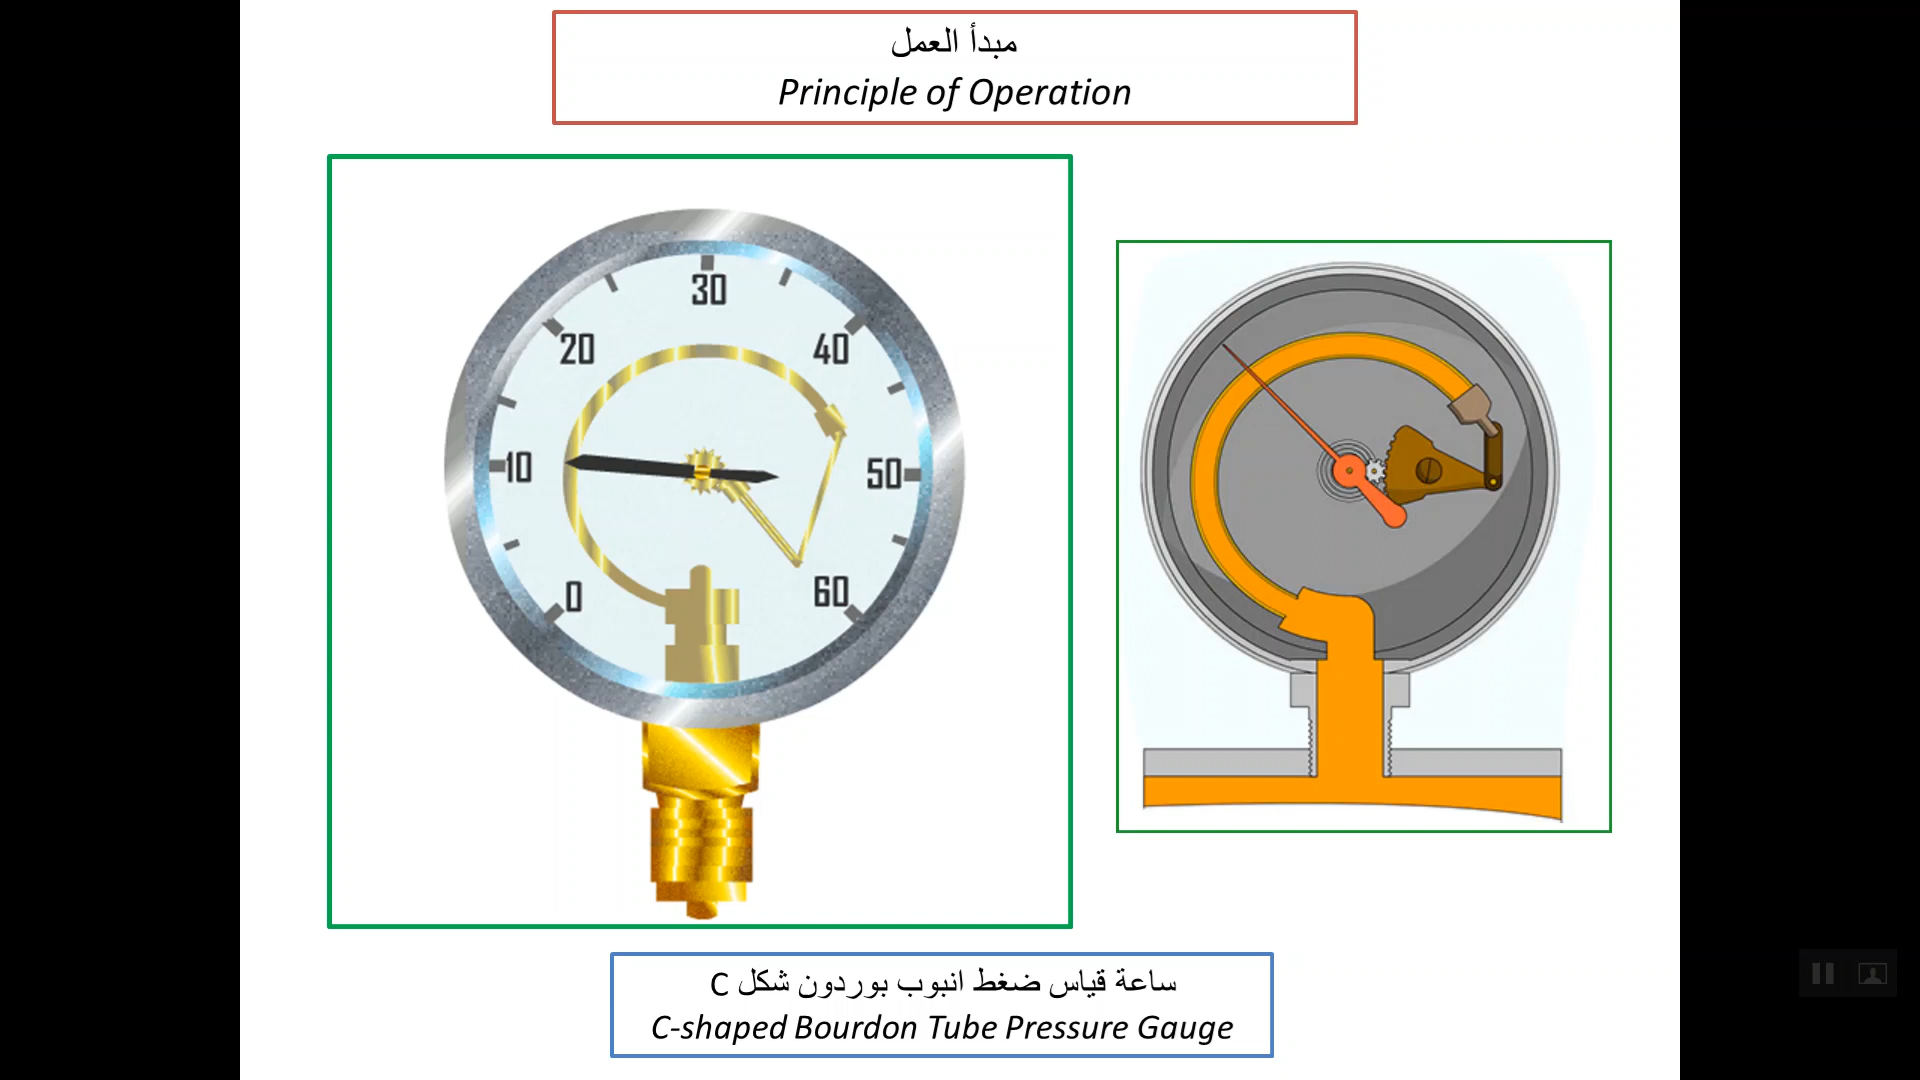 مبدأ العمل
Principle of Operation
30
20
40
10
50
0
60
ساعة قياس ضغط انبوب بوردون شكل C
C-shaped Bourdon Tube Pressure Gauge